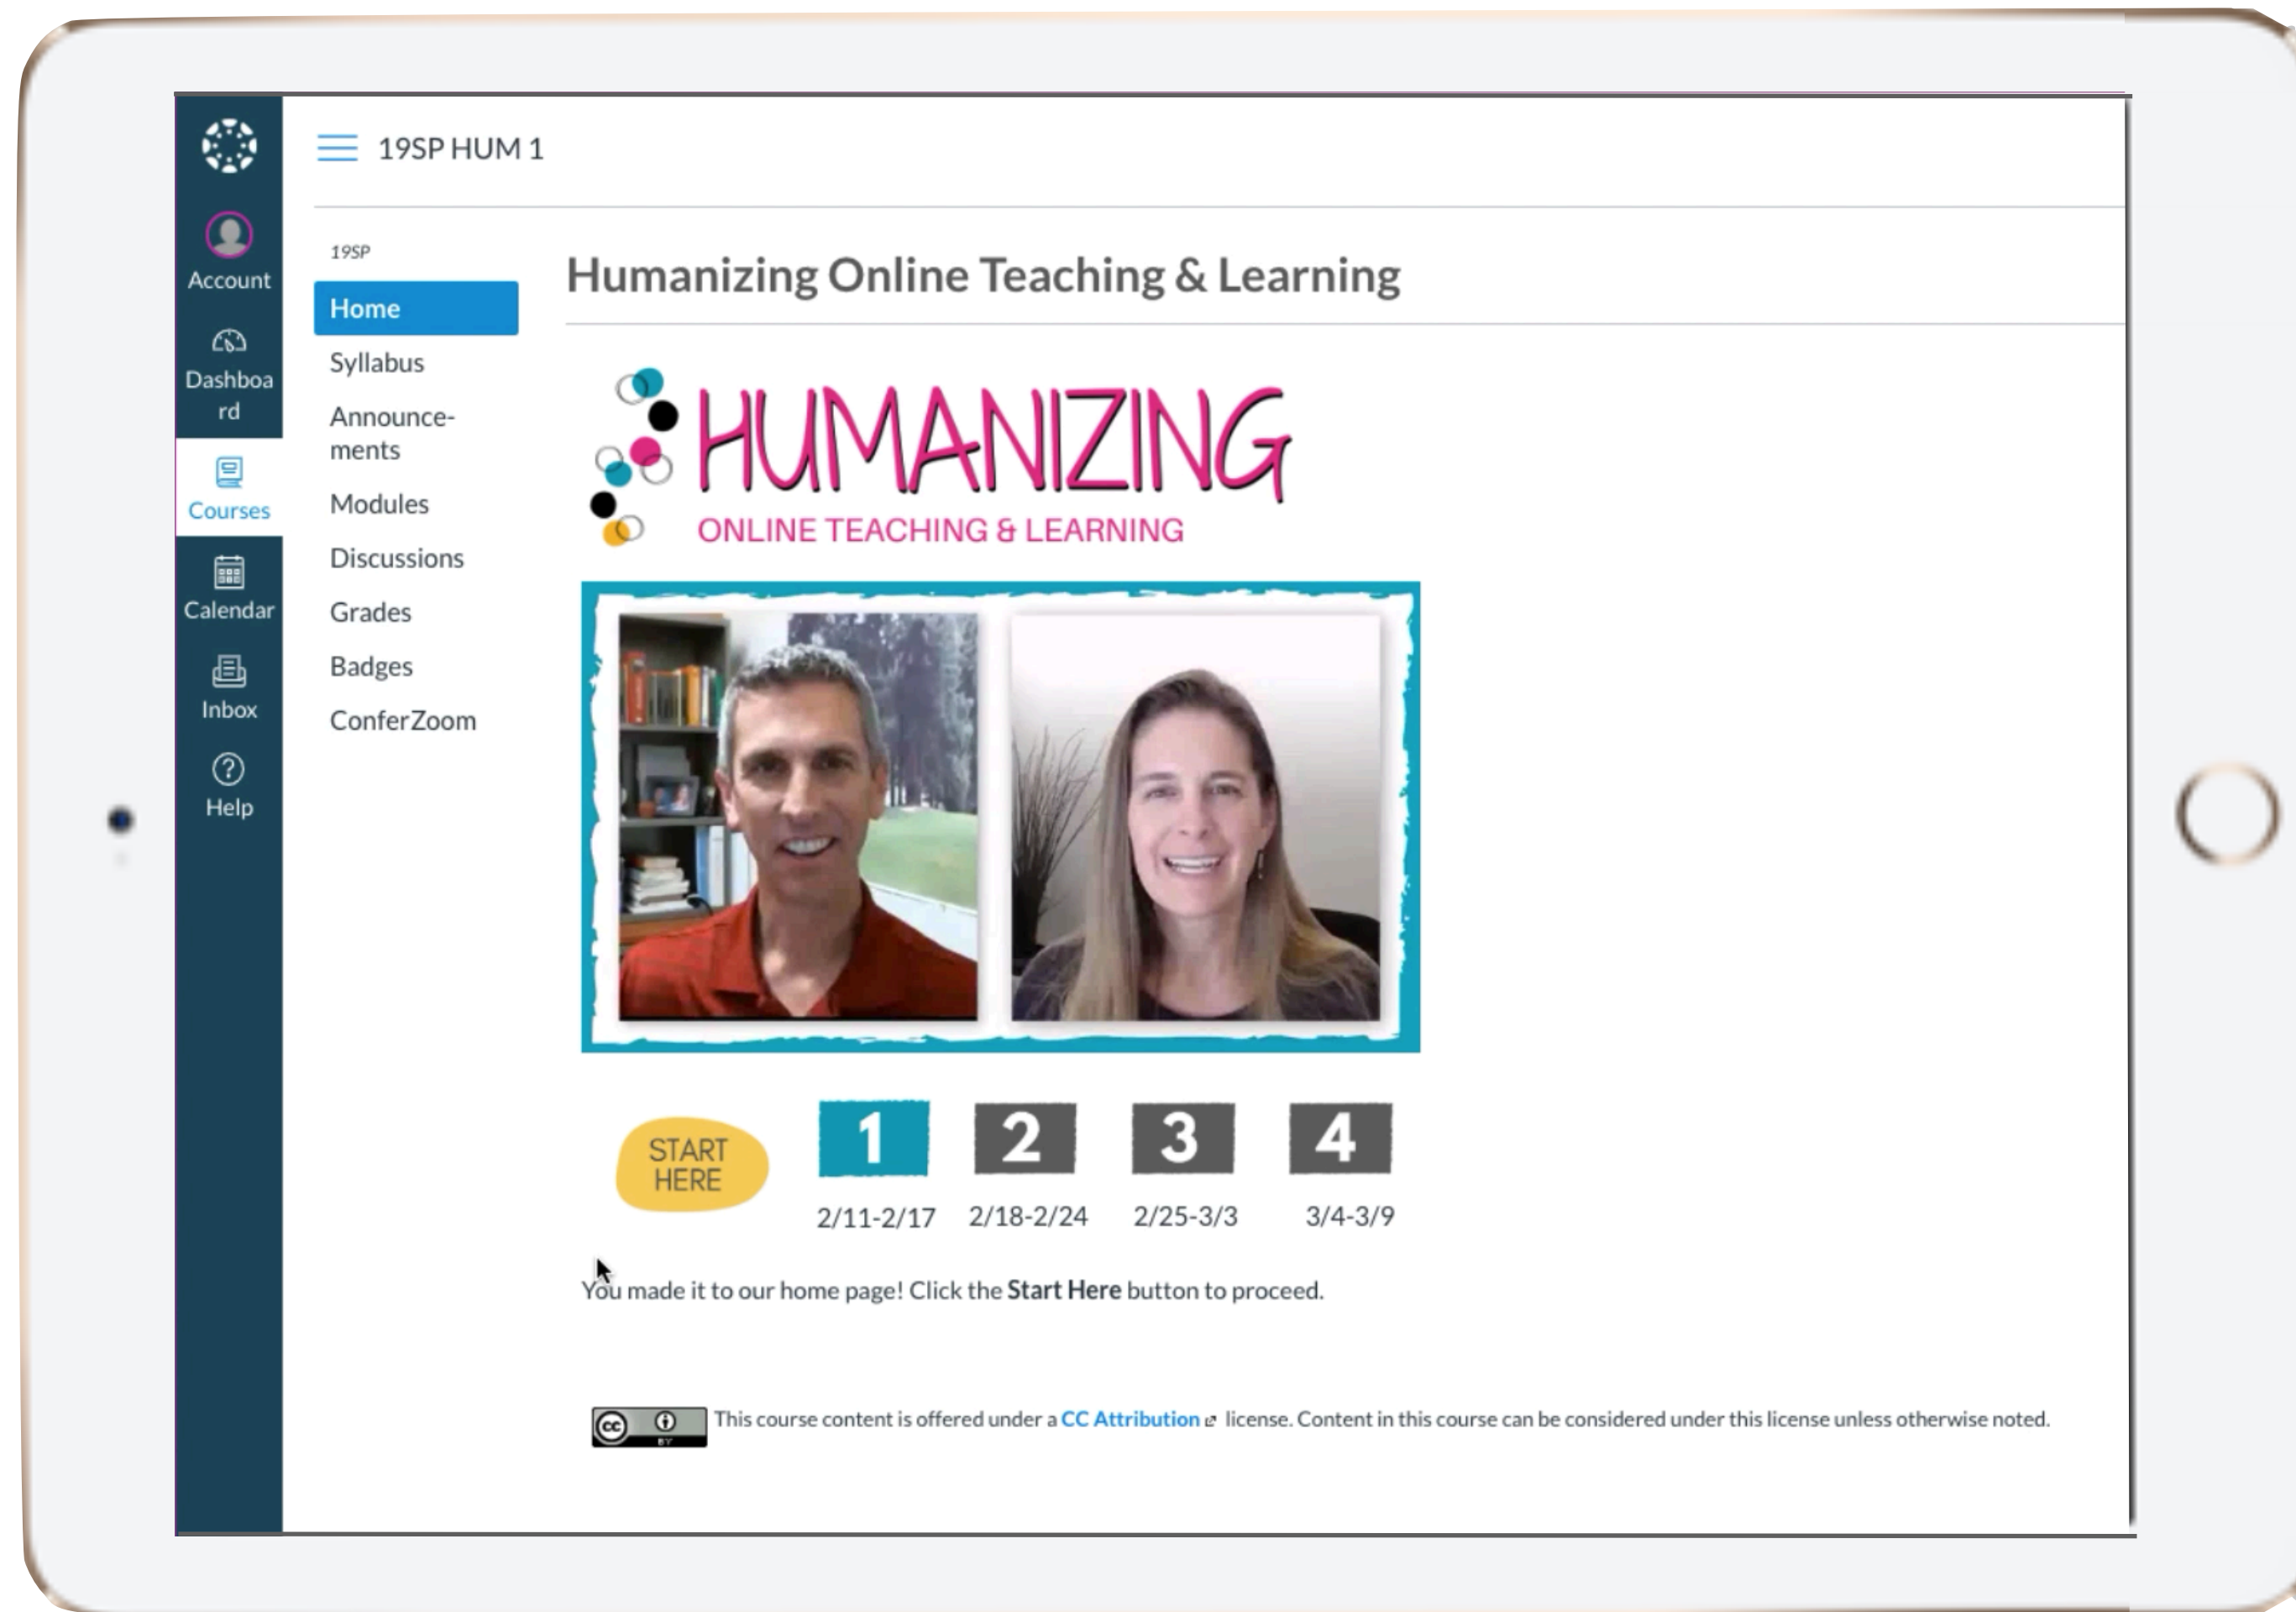 19SP HUM 1
Account
Dashboa
rd
Courses
Calendar
Inbox
Help
19SP
Home
Syllabus
Announce-
ments
Modules
Discussions
Grades
Badges
ConferZoom
Humanizing Online Teaching & Learning
HUMANIZING
ONLINE TEACHING & LEARNING
START
HERE
1
2
3
4
2/11-2/17
2/18-2/24
2/25-3/3
3/4-3/9
You made it to our home page! Click the Start Here button to proceed.
cc
BY
This course content is offered under a CC Attribution license. Content in this course can be considered under this license unless otherwise noted.